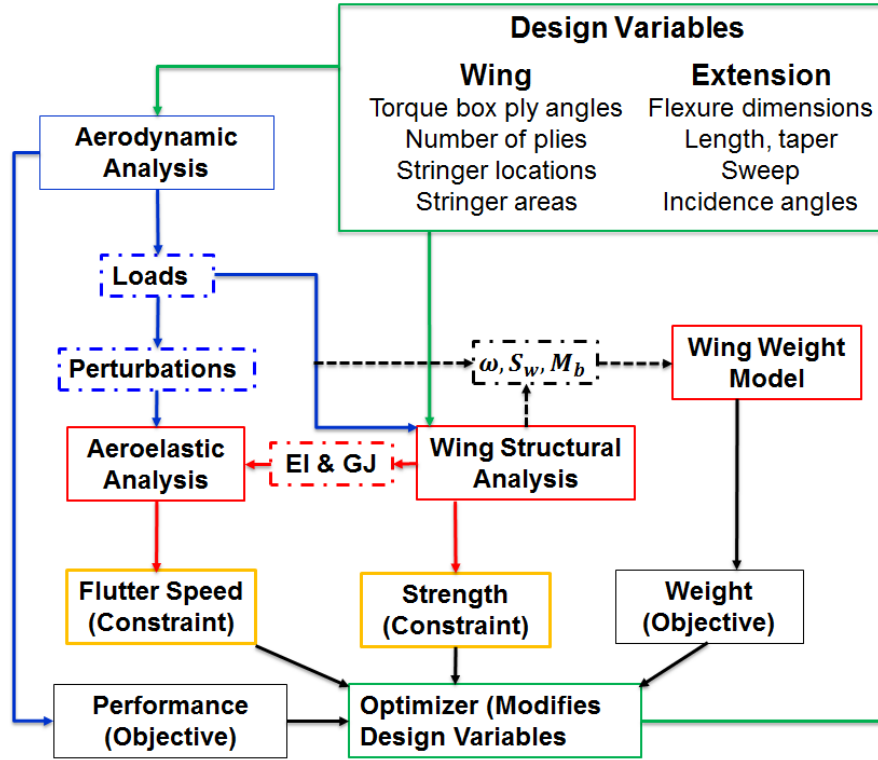 Design Variables
Wing
Torque box ply angles
Number of plies
Stringer locations
Stringer areas
Extension
Flexure dimensions
Length, taper
Sweep
Incidence angles
Aerodynamic
Analysis
Loads
Perturbations
ω, S_w, M_b
Wing Weight
Model
Aeroelastic
Analysis
EI & GJ
Wing Structural
Analysis
Flutter Speed
(Constraint)
Strength
(Constraint)
Weight
(Objective)
Performance
(Objective)
Optimizer (Modifies
Design Variables